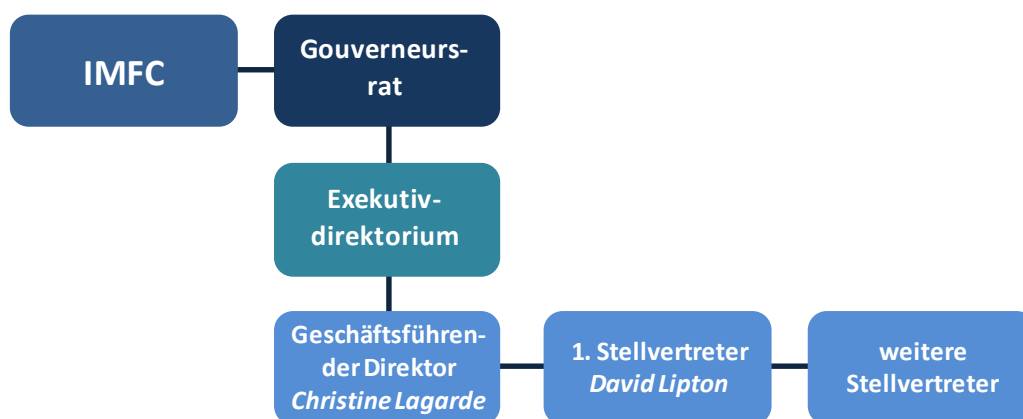 IMFC
Gouverneurs-
rat
Exekutiv-
direktorium
Geschäftsführen-
der Direktor
Christine Lagarde
1. Stellvertreter
David Lipton
weitere
Stellvertreter